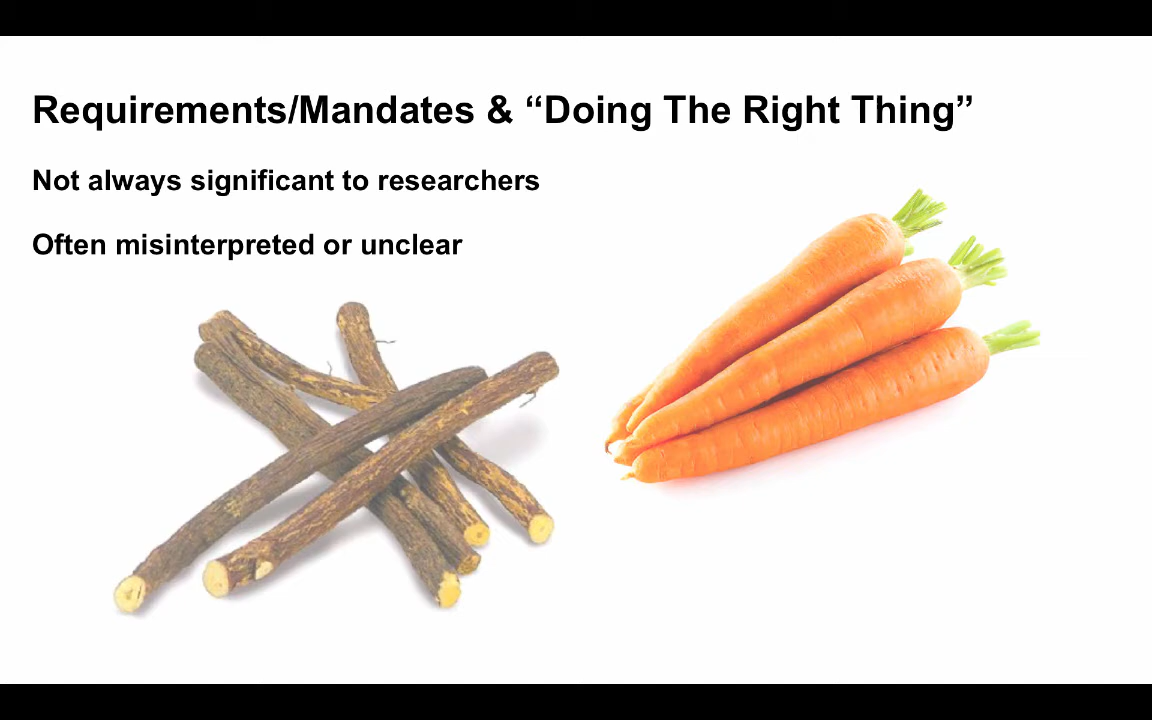 Requirements/Mandates & “Doing The Right Thing”
Not always significant to researchers
Often misinterpreted or unclear